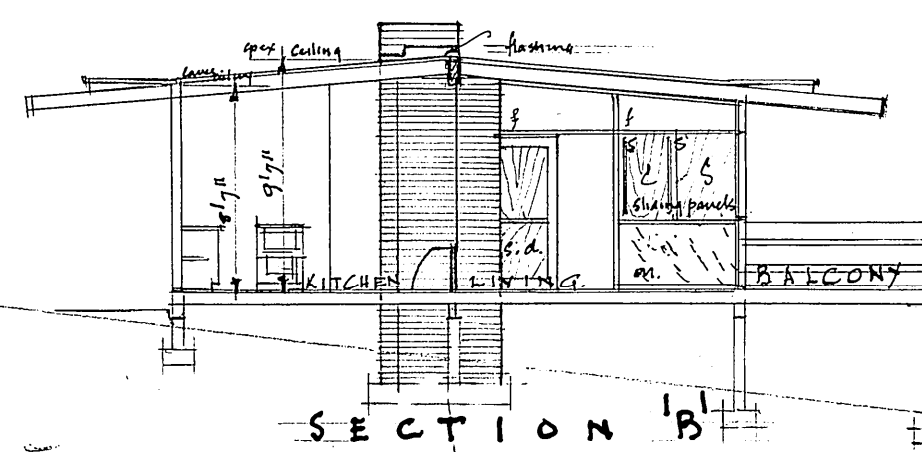 apex ceiling
flashing
eaves ceiling
8'7"
9'7"
f
f
S
S
sliding panels
s.d.
KITCHEN
LIVING.
BALCONY
SECTION 'B'